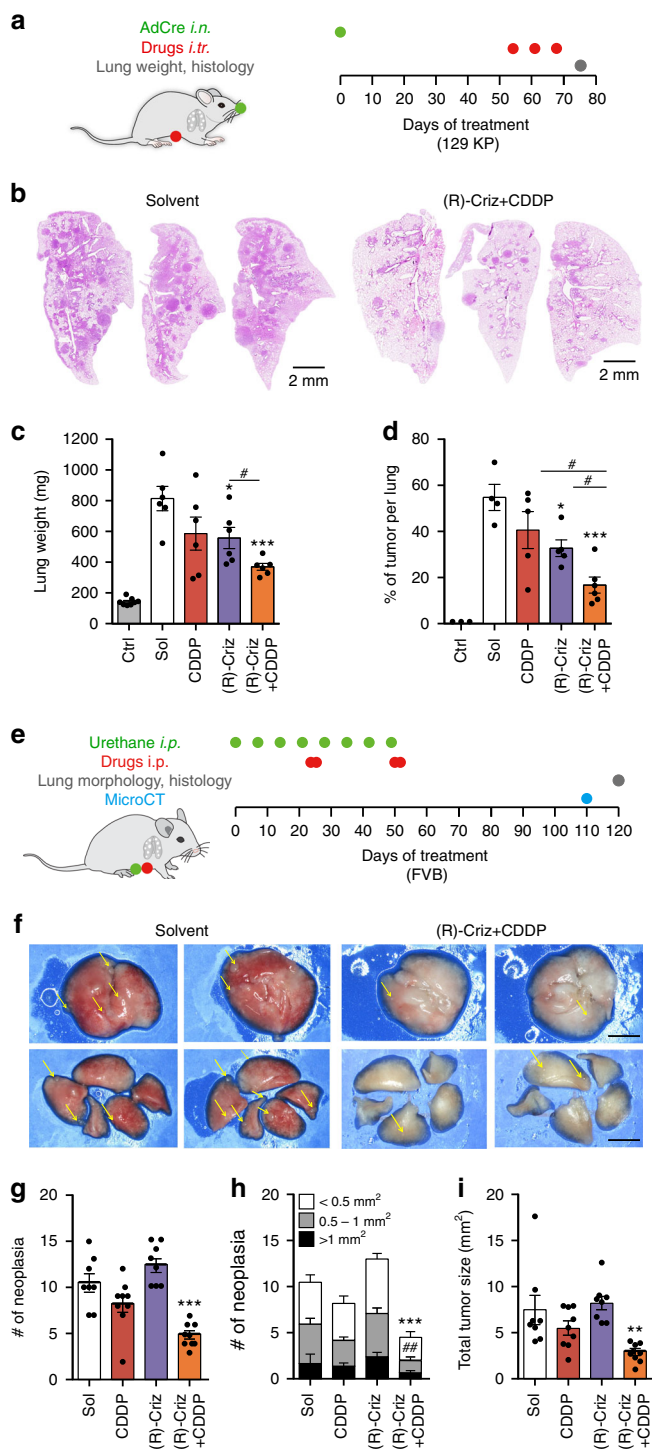 a
AdCre i.n.
Drugs i.tr.
Lung weight, histology
0 10 20 30 40 50 60 70 80
Days of treatment
(129 KP)
b
Solvent
(R)-Criz+CDDP
2 mm
2 mm
c
Lung weight (mg)
1200
1000
800
600
400
200
0
*
#
***
Ctrl
Sol
CDDP
(R)-Criz
(R)-Criz
+CDDP
d
% of tumor per lung
80
60
40
20
0
#
#
*
***
Ctrl
Sol
CDDP
(R)-Criz
(R)-Criz
+CDDP
e
Urethane i.p.
Drugs i.p.
Lung morphology, histology
MicroCT
0 10 20 30 40 50 60 70 80 90 100 110 120
Days of treatment
(FVB)
f
Solvent
(R)-Criz+CDDP
g
# of neoplasia
20
15
10
5
0
***
Sol
CDDP
(R)-Criz
(R)-Criz
+CDDP
h
# of neoplasia
20
15
10
5
0
< 0.5 mm²
0.5 – 1 mm²
>1 mm²
***
##
Sol
CDDP
(R)-Criz
(R)-Criz
+CDDP
i
Total tumor size (mm²)
20
15
10
5
0
**
Sol
CDDP
(R)-Criz
(R)-Criz
+CDDP